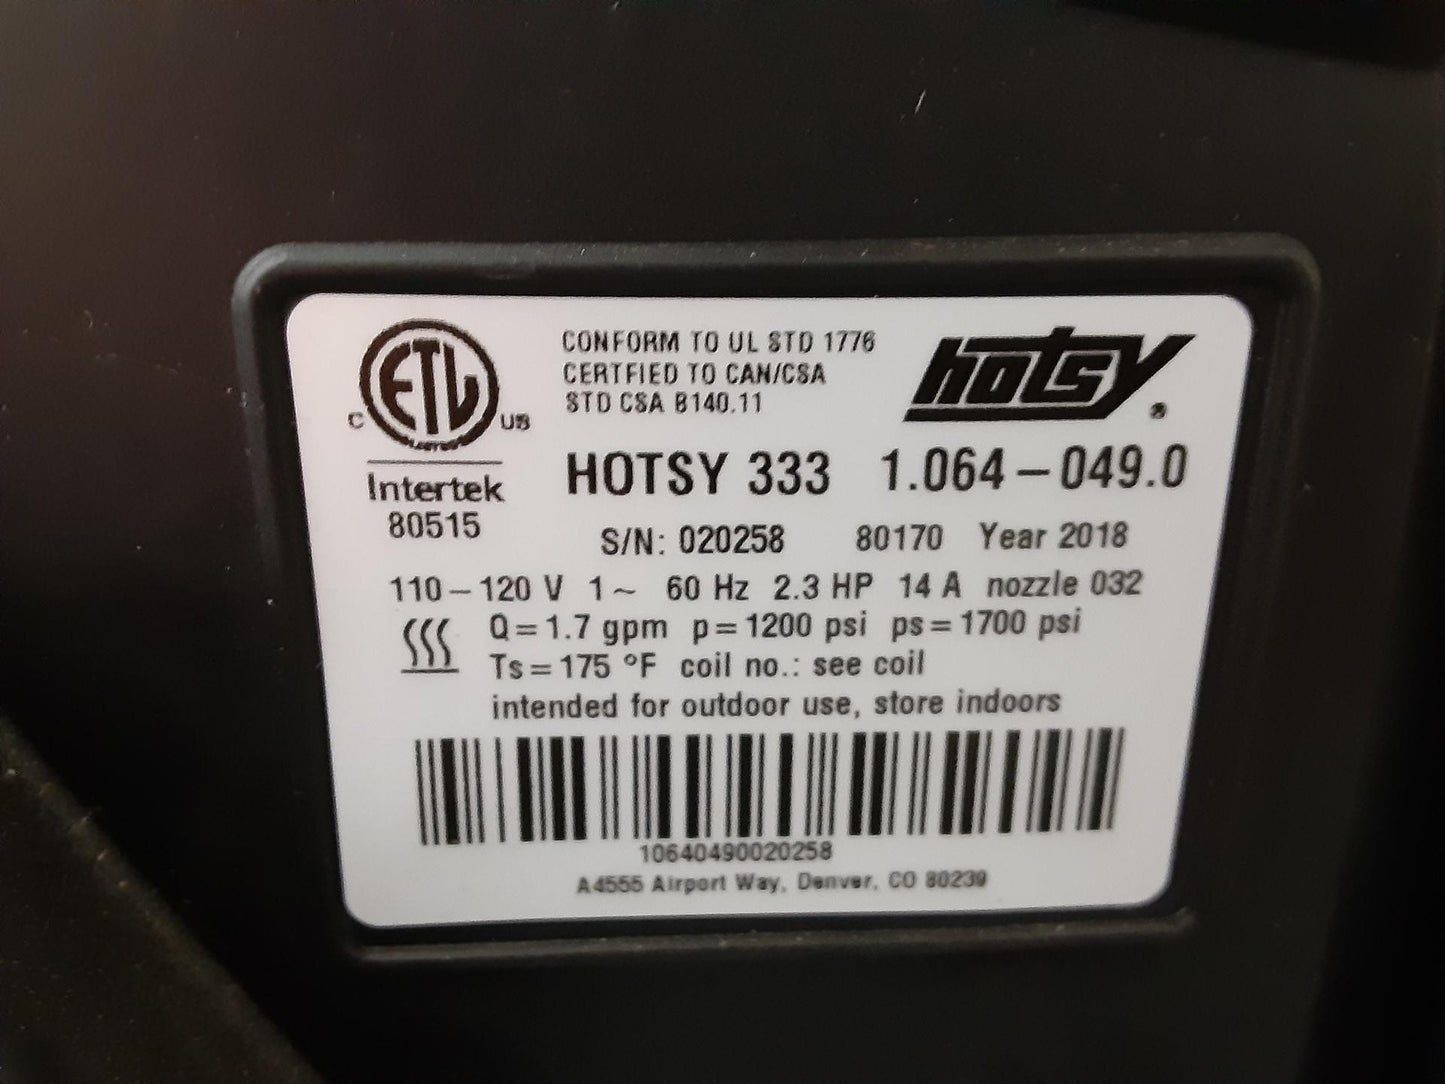 ETL
C US
Intertek
80515
CONFORM TO UL STD 1776
CERTFIED TO CAN/CSA
STD CSA B140.11
hotsy ®
HOTSY 333 1.064-049.0
S/N: 020258 80170 Year 2018
110-120 V 1~ 60 Hz 2.3 HP 14 A nozzle 032
Q=1.7 gpm p=1200 psi ps=1700 psi
Ts=175 °F coil no.: see coil
intended for outdoor use, store indoors
10640490020258
A4555 Airport Way, Denver, CO 80239